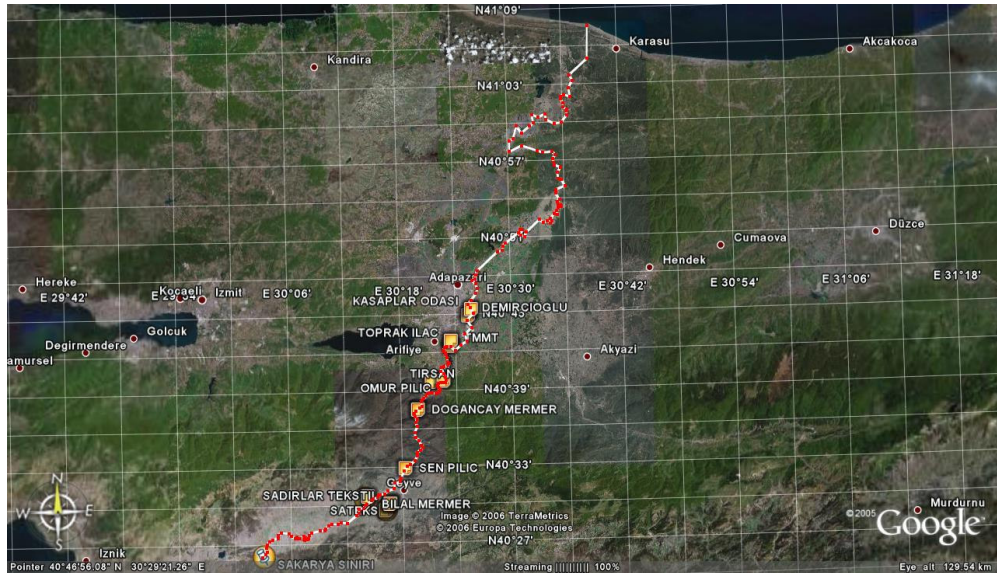 N41°09'
Karasu
Akcakoca
Kandira
N41°03'
N40°57'
N40°51'
Düzce
Cumaova
Hendek
Adapazari
Hereke
E 29°42'
Kocaeli
Izmit
E 30°06'
E 30°18'
E 30°30'
E 30°42'
E 30°54'
E 31°06'
E 31°18'
KASAPLAR ODASI
DEMIRCIOGLU
N40°45'
Golcuk
TOPRAK ILAC
MMT
Degirmendere
Arifiye
Akyazi
amursel
TIRSAN
OMUR PILIC
N40°39'
DOGANCAY MERMER
SEN PILIC
N40°33'
Geyve
SADIRLAR TEKSTIL
BILAL MERMER
SATEKS
N
W E
S
Image © 2006 TerraMetrics
© 2006 Europa Technologies
©2005
Google
Murdurnu
N40°27'
Iznik
SAKARYA SINIRI
Pointer 40°46'56.08" N 30°29'21.26" E
Streaming |||||||||| 100%
Eye alt 129.54 km